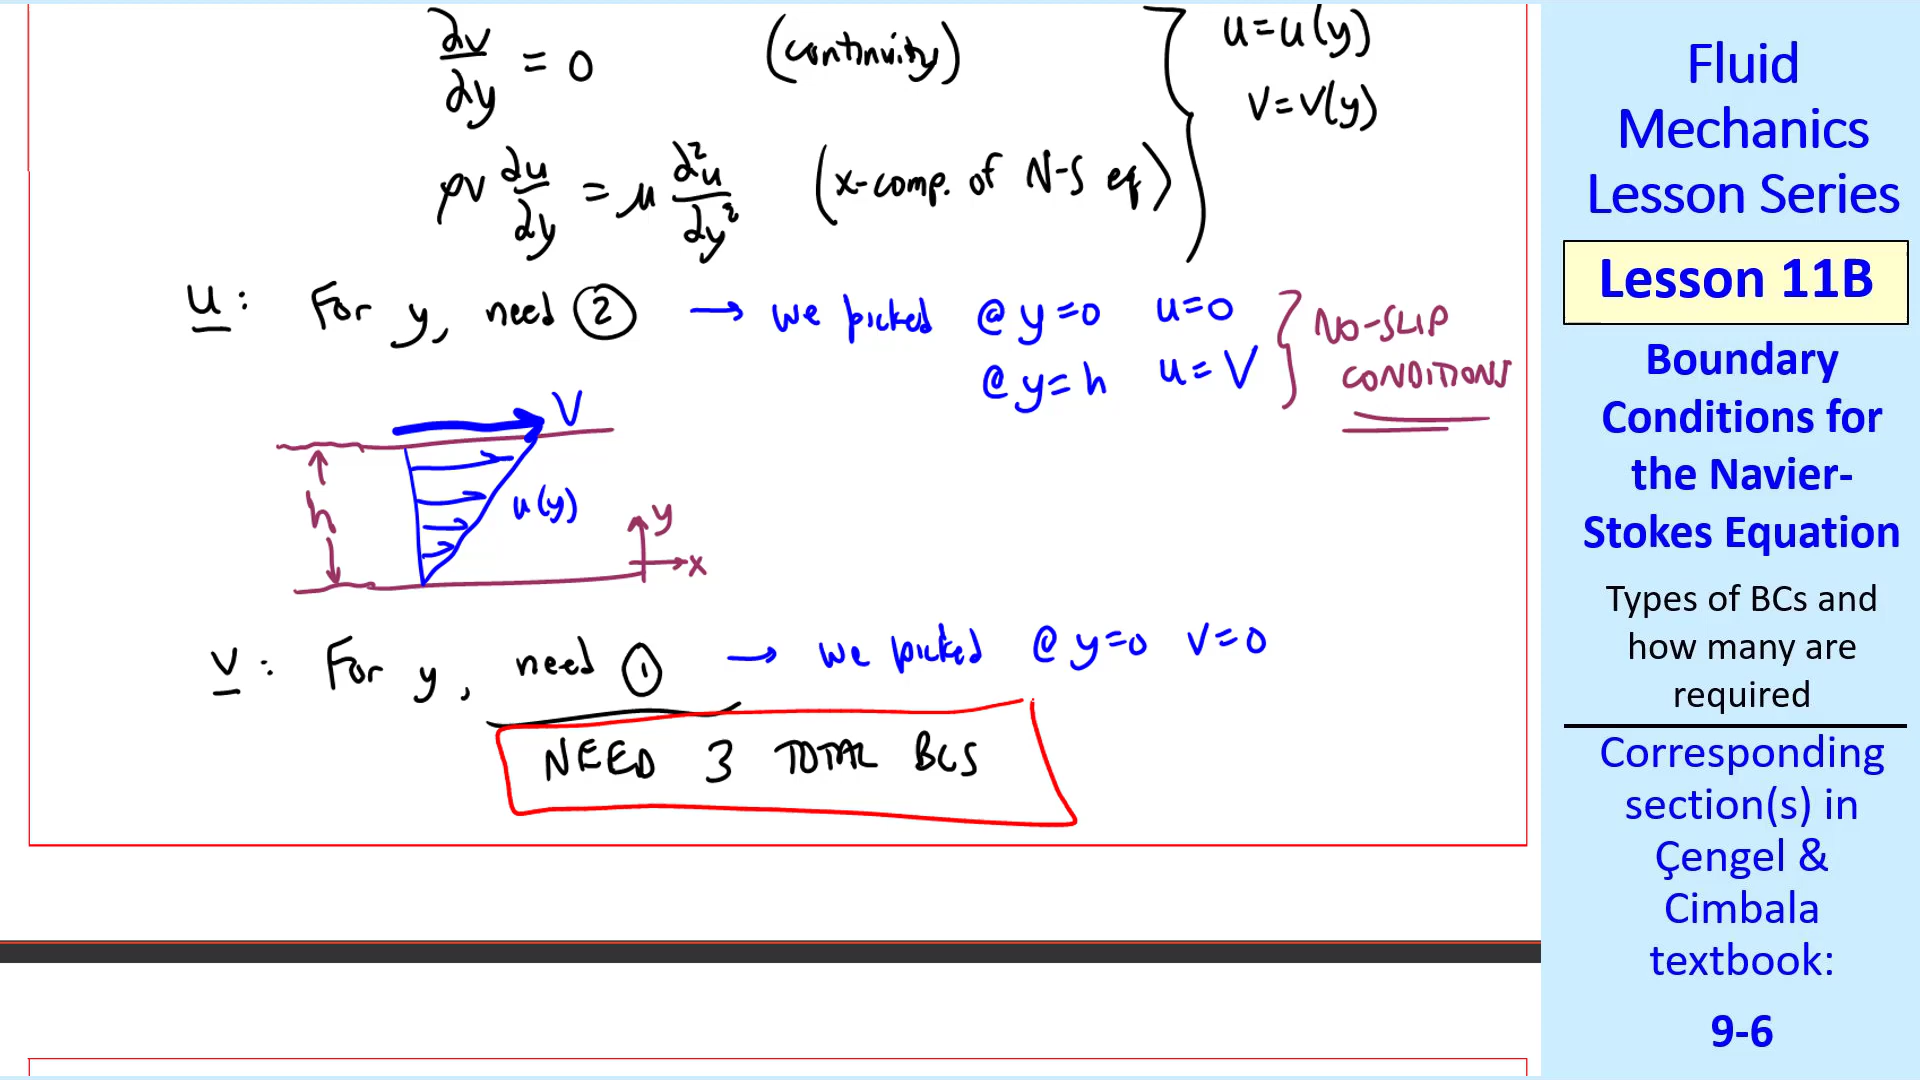 ∂v/∂y = 0 (continuity) u=u(y)
v=v(y)
ρv ∂u/∂y = μ ∂²u/∂y² (x-comp. of N-S eq)
u: For y, need ② → we picked @ y=0 u=0
@ y=h u=V
NO-SLIP
CONDITIONS
V
h
u(y)
y
x
v: For y, need ① → we picked @ y=0 v=0
NEED 3 TOTAL BCS
Fluid
Mechanics
Lesson Series
Lesson 11B
Boundary
Conditions for
the Navier-
Stokes Equation
Types of BCs and
how many are
required
Corresponding
section(s) in
Çengel &
Cimbala
textbook:
9-6